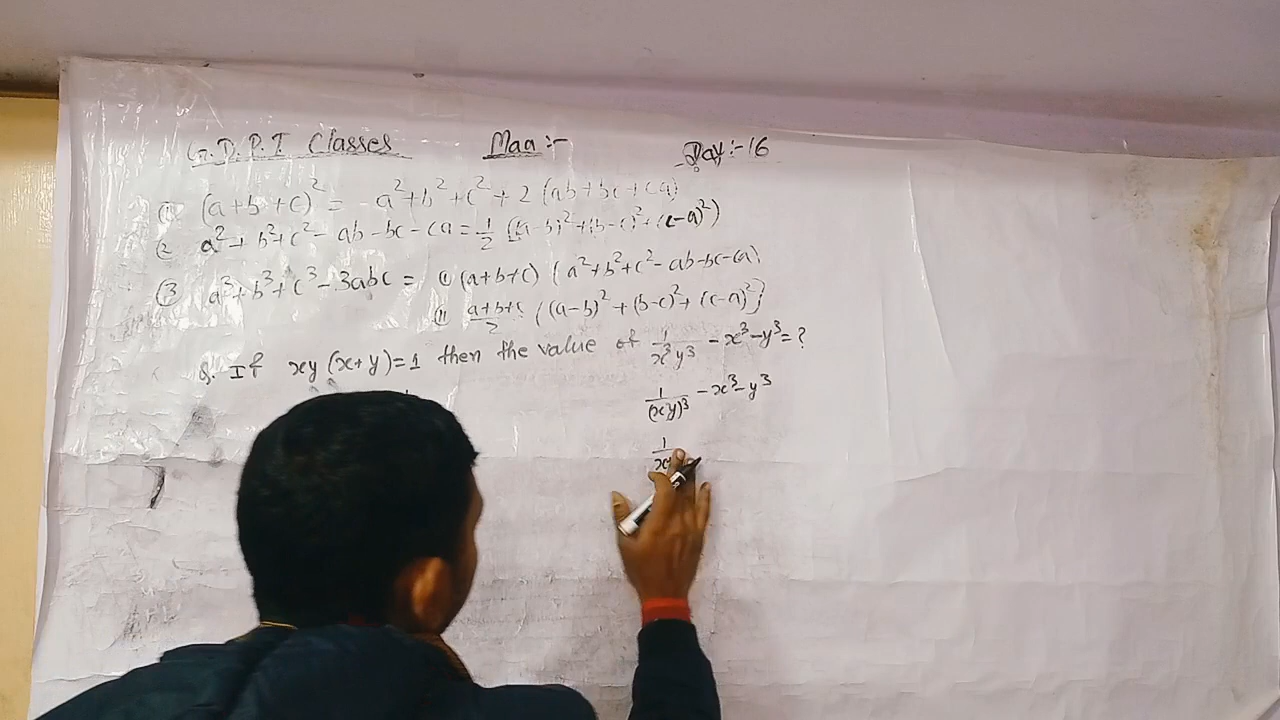 G.D.P.I Classes Maa :- Day :- 16
① (a+b+c)² = a²+b²+c²+2(ab+bc+ca)
② a²+b²+c²-ab-bc-ca = 1/2 {(a-b)²+(b-c)²+(c-a)²}
③ a³+b³+c³-3abc = (i) (a+b+c) (a²+b²+c²-ab-bc-ca)
(ii) a+b+c/2 {(a-b)²+(b-c)²+(c-a)²}
Q. If xy(x+y)=1 then the value of 1/x³y³ -x³-y³=?
1/(xy)³ -x³-y³